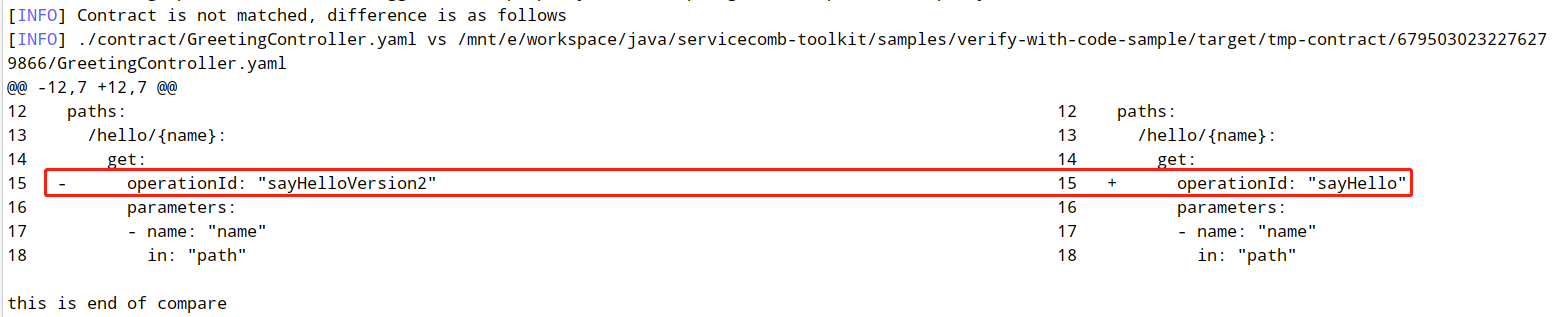 [INFO] Contract is not matched, difference is as follows
[INFO] ./contract/GreetingController.yaml vs /mnt/e/workspace/java/servicecomb-toolkit/samples/verify-with-code-sample/target/tmp-contract/679503023227627
9866/GreetingController.yaml
@@ -12,7 +12,7 @@
12    paths:    12    paths:
13      /hello/{name}:    13      /hello/{name}:
14        get:    14        get:
15   -      operationId: "sayHelloVersion2"    15   +      operationId: "sayHello"
16          parameters:    16          parameters:
17          - name: "name"    17          - name: "name"
18            in: "path"    18            in: "path"
this is end of compare